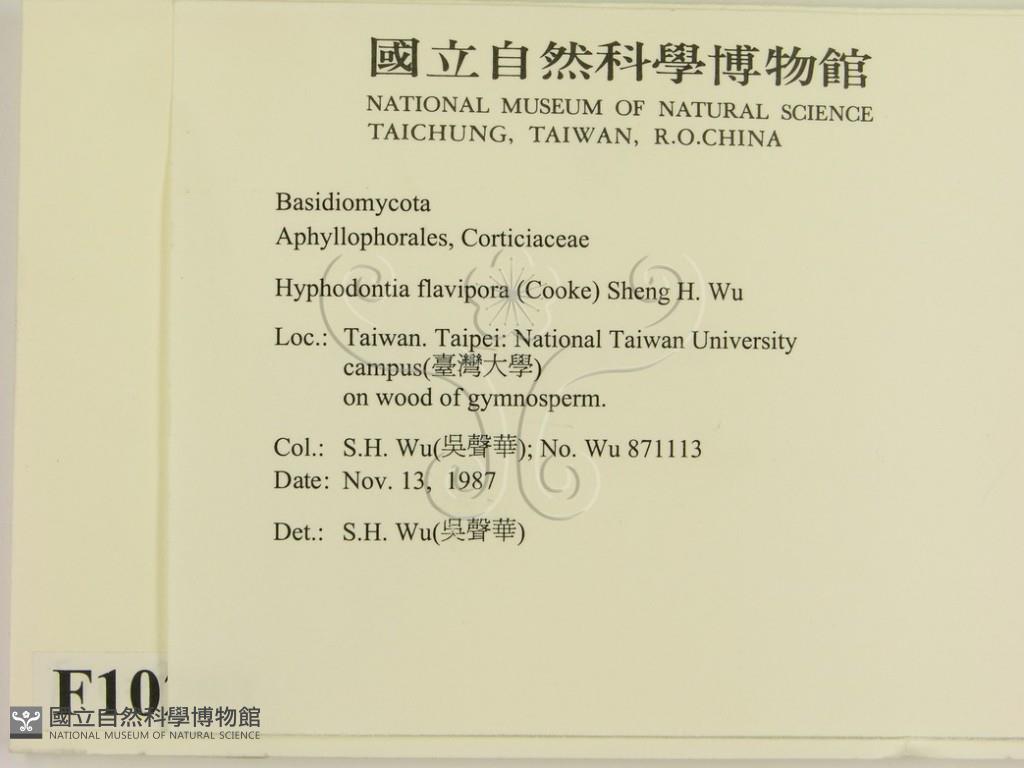 國立自然科學博物館
NATIONAL MUSEUM OF NATURAL SCIENCE
TAICHUNG, TAIWAN, R.O.CHINA
Basidiomycota
Aphyllophorales, Corticiaceae
Hyphodontia flavipora (Cooke) Sheng H. Wu
Loc.: Taiwan. Taipei: National Taiwan University
campus(臺灣大學)
on wood of gymnosperm.
Col.: S.H. Wu(吳聲華); No. Wu 871113
Date: Nov. 13, 1987
Det.: S.H. Wu(吳聲華)
國立自然科學博物館
NATIONAL MUSEUM OF NATURAL SCIENCE